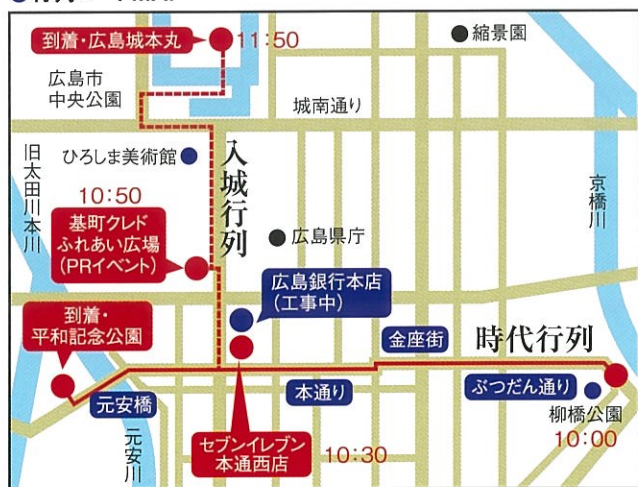 到着・広島城本丸
11:50
縮景園
広島市
中央公園
城南通り
旧太田川本川
ひろしま美術館
入城行列
京橋川
10:50
基町クレド
ふれあい広場
(PRイベント)
広島県庁
広島銀行本店
(工事中)
到着・
平和記念公園
金座街
時代行列
元安橋
本通り
ぶつだん通り
柳橋公園
10:00
元安川
セブンイレブン
本通西店
10:30